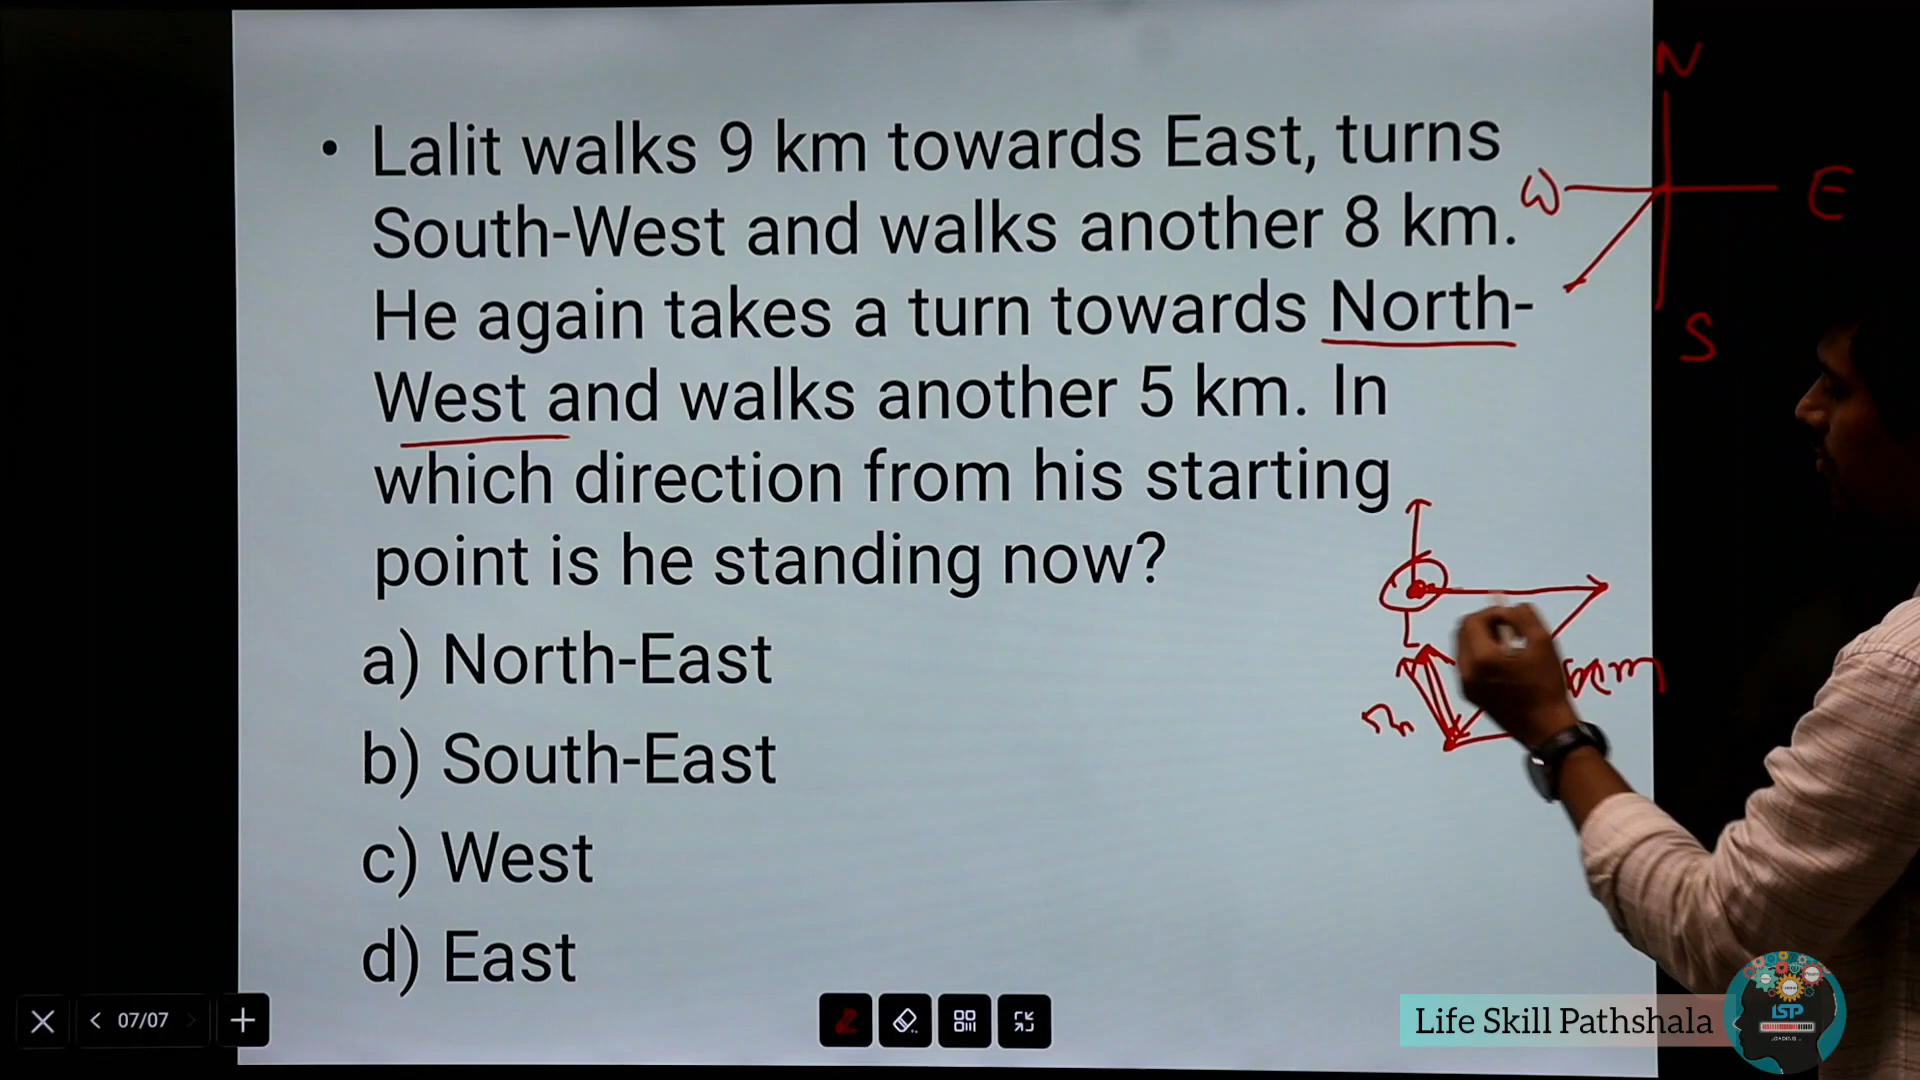 • Lalit walks 9 km towards East, turns
South-West and walks another 8 km.
He again takes a turn towards North-
West and walks another 5 km. In
which direction from his starting
point is he standing now?
a) North-East
b) South-East
c) West
d) East
N
W
E
S
07/07
Life Skill Pathshala
LSP